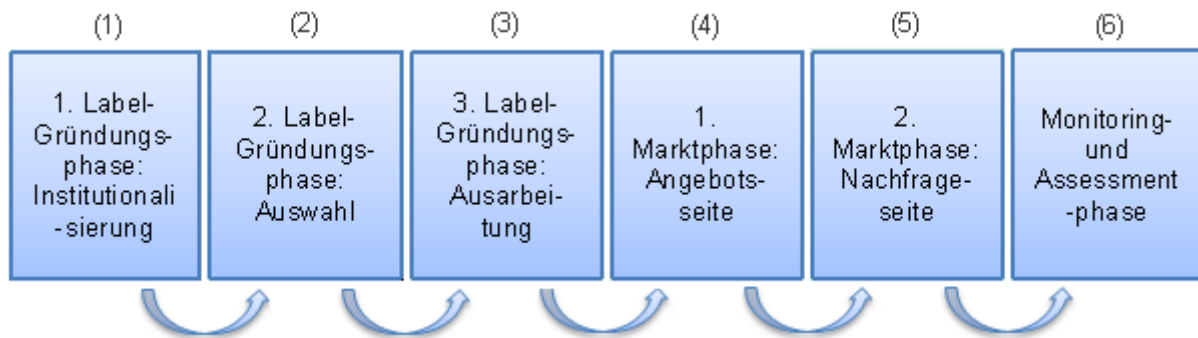 (1)
(2)
(3)
(4)
(5)
(6)
1. Label-
Gründungs-
phase:
Institutionali
-sierung
2. Label-
Gründungs-
phase:
Auswahl
3. Label-
Gründungs-
phase:
Ausarbei-
tung
1.
Marktphase:
Angebots-
seite
2.
Marktphase:
Nachfrage-
seite
Monitoring-
und
Assessment
-phase